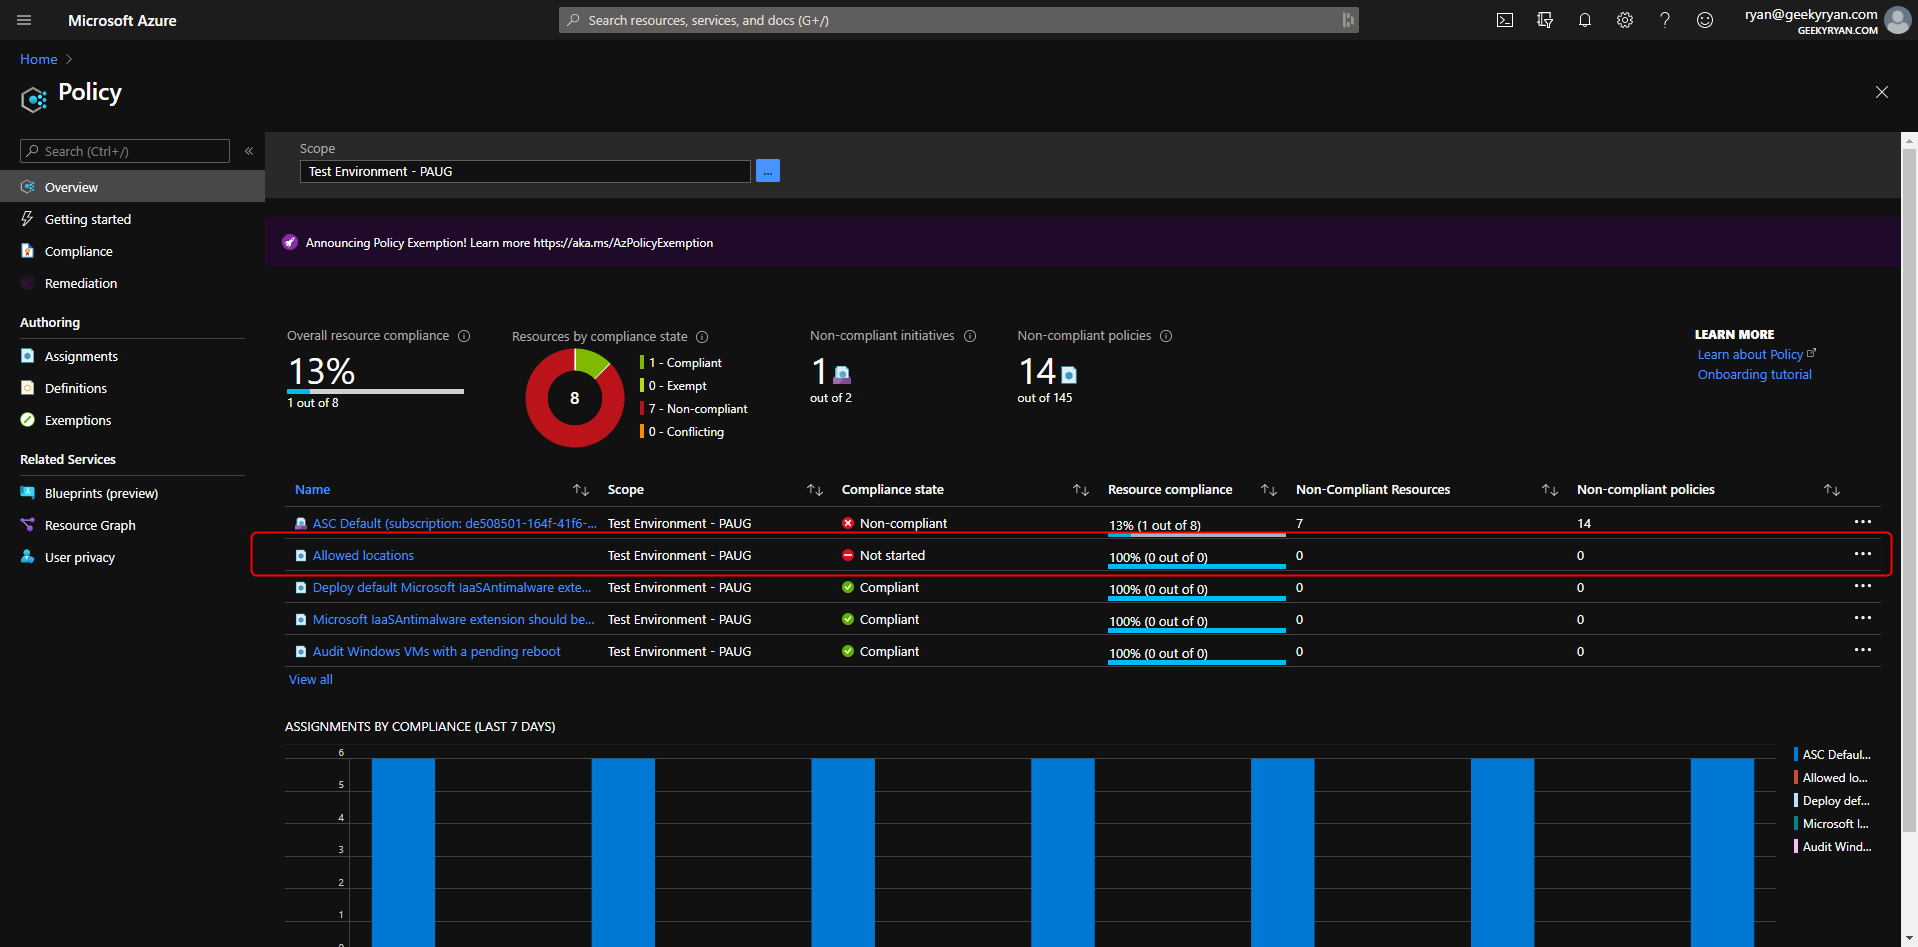 Microsoft Azure
Search resources, services, and docs (G+/)
ryan@geekyryan.com
GEEKYRYAN.COM
Home
Policy
Search (Ctrl+/)
Overview
Getting started
Compliance
Remediation
Authoring
Assignments
Definitions
Exemptions
Related Services
Blueprints (preview)
Resource Graph
User privacy
Scope
Test Environment - PAUG
...
Announcing Policy Exemption! Learn more https://aka.ms/AzPolicyExemption
Overall resource compliance
13%
1 out of 8
Resources by compliance state
8
1 - Compliant
0 - Exempt
7 - Non-compliant
0 - Conflicting
Non-compliant initiatives
1
out of 2
Non-compliant policies
14
out of 145
LEARN MORE
Learn about Policy
Onboarding tutorial
Name Scope Compliance state Resource compliance Non-Compliant Resources Non-compliant policies
ASC Default (subscription: de508501-164f-41f6-... Test Environment - PAUG Non-compliant 13% (1 out of 8) 7 14 ...
Allowed locations Test Environment - PAUG Not started 100% (0 out of 0) 0 0 ...
Deploy default Microsoft IaaSAntimalware exte... Test Environment - PAUG Compliant 100% (0 out of 0) 0 0 ...
Microsoft IaaSAntimalware extension should be... Test Environment - PAUG Compliant 100% (0 out of 0) 0 0 ...
Audit Windows VMs with a pending reboot Test Environment - PAUG Compliant 100% (0 out of 0) 0 0 ...
View all
ASSIGNMENTS BY COMPLIANCE (LAST 7 DAYS)
6
5
4
3
2
1
0
ASC Defaul...
Allowed lo...
Deploy def...
Microsoft I...
Audit Wind...